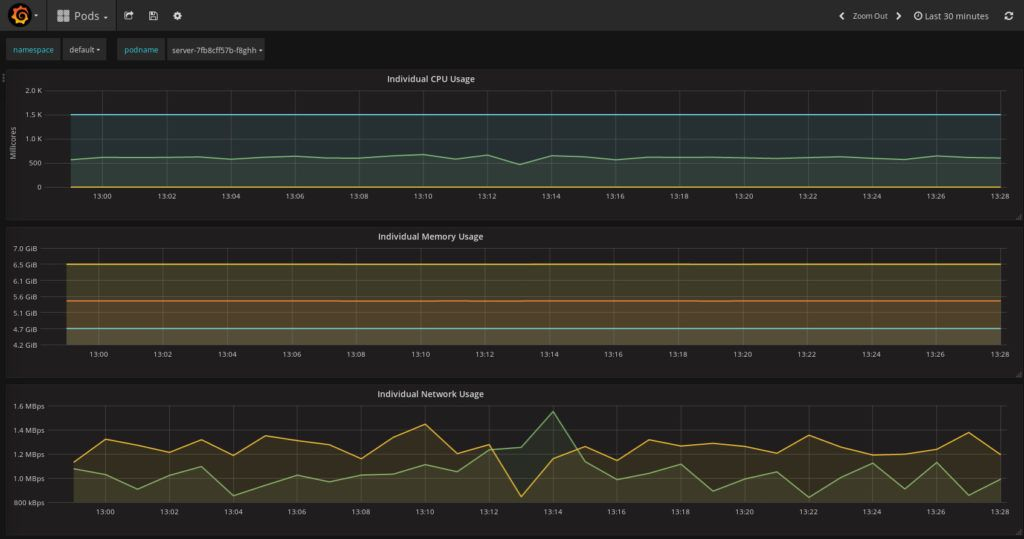 Pods
Zoom Out
Last 30 minutes
namespace default podname server-7fb8cff57b-f8ghh
Individual CPU Usage
Millicores
2.0 K
1.5 K
1.0 K
500
0
13:00 13:02 13:04 13:06 13:08 13:10 13:12 13:14 13:16 13:18 13:20 13:22 13:24 13:26 13:28
Individual Memory Usage
7.0 GiB
6.5 GiB
6.1 GiB
5.6 GiB
5.1 GiB
4.7 GiB
4.2 GiB
13:00 13:02 13:04 13:06 13:08 13:10 13:12 13:14 13:16 13:18 13:20 13:22 13:24 13:26 13:28
Individual Network Usage
1.6 MBps
1.4 MBps
1.2 MBps
1.0 MBps
800 kBps
13:00 13:02 13:04 13:06 13:08 13:10 13:12 13:14 13:16 13:18 13:20 13:22 13:24 13:26 13:28